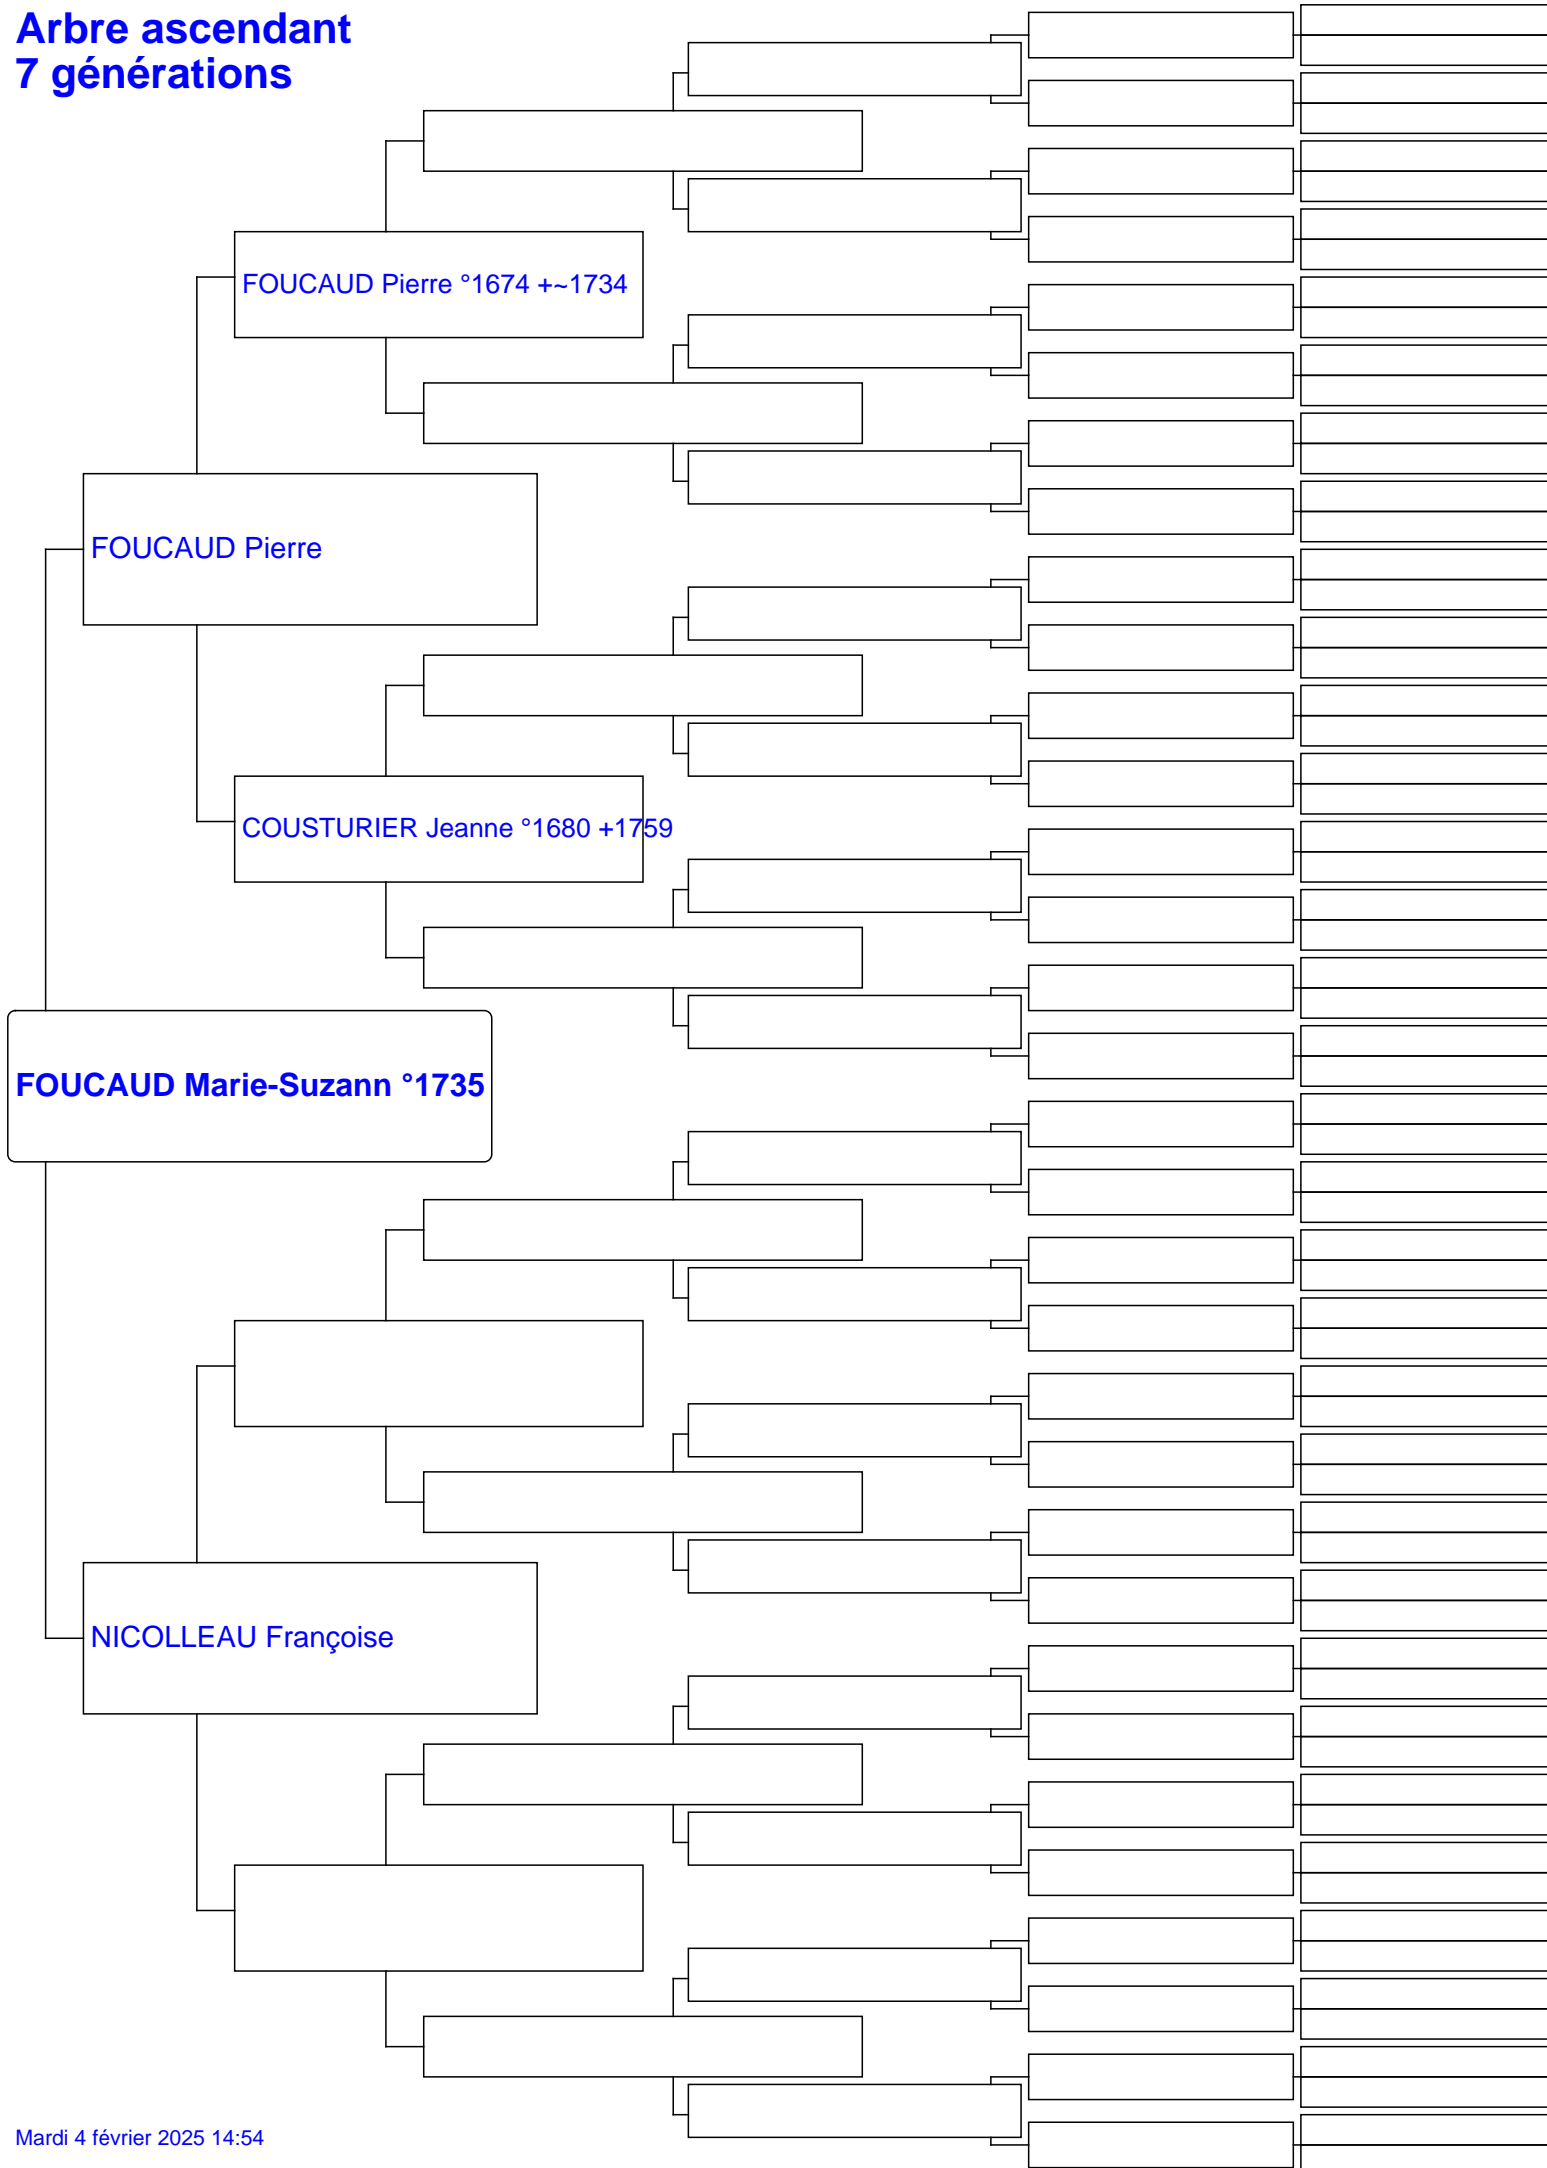 Arbre ascendant
7 générations
FOUCAUD Pierre °1674 +~1734
FOUCAUD Pierre
COUSTURIER Jeanne °1680 +1759
FOUCAUD Marie-Suzann °1735
NICOLLEAU Françoise
Mardi 4 février 2025 14:54